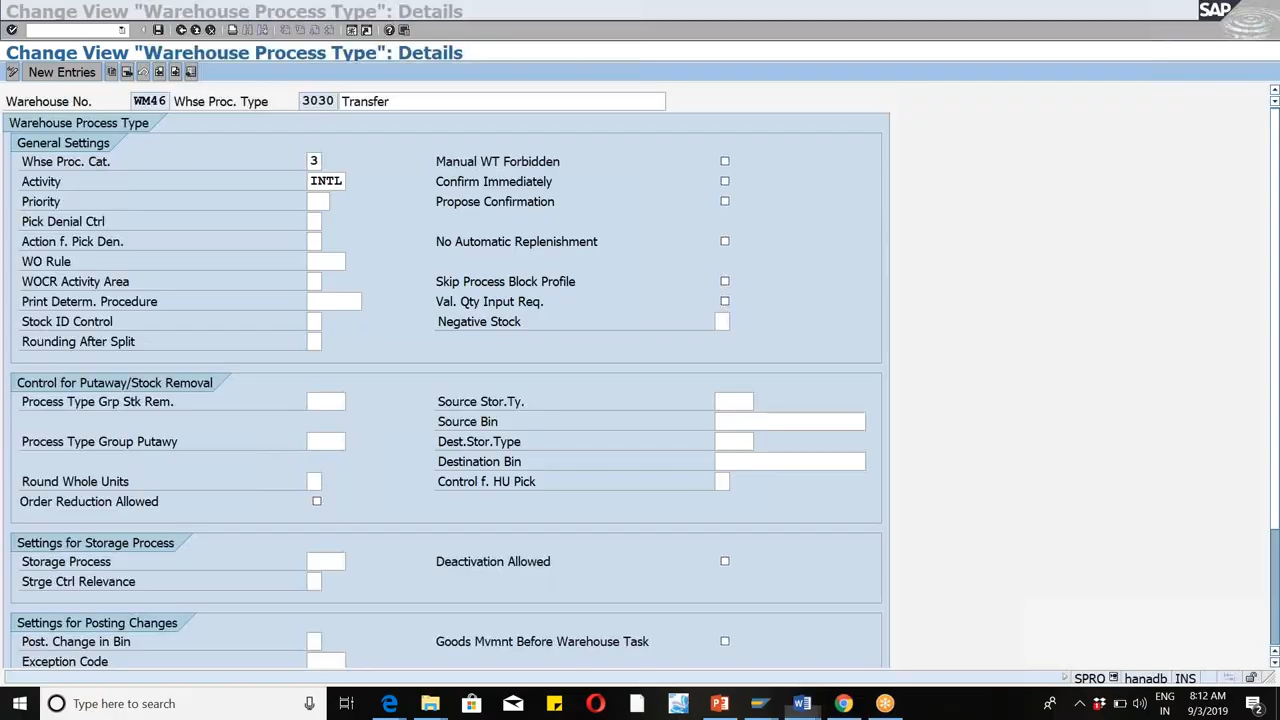 Change View "Warehouse Process Type": Details
SAP
Change View "Warehouse Process Type": Details
New Entries
Warehouse No. WM46 Whse Proc. Type 3030 Transfer
Warehouse Process Type
General Settings
Whse Proc. Cat. 3 Manual WT Forbidden
Activity INTL Confirm Immediately
Priority Propose Confirmation
Pick Denial Ctrl
Action f. Pick Den. No Automatic Replenishment
WO Rule
WOCR Activity Area Skip Process Block Profile
Print Determ. Procedure Val. Qty Input Req.
Stock ID Control Negative Stock
Rounding After Split
Control for Putaway/Stock Removal
Process Type Grp Stk Rem. Source Stor.Ty.
Source Bin
Process Type Group Putawy Dest.Stor.Type
Destination Bin
Round Whole Units Control f. HU Pick
Order Reduction Allowed
Settings for Storage Process
Storage Process Deactivation Allowed
Strge Ctrl Relevance
Settings for Posting Changes
Post. Change in Bin Goods Mvmnt Before Warehouse Task
Exception Code
SPRO hanadb INS
Type here to search
ENG 8:12 AM
IN 9/3/2019
2